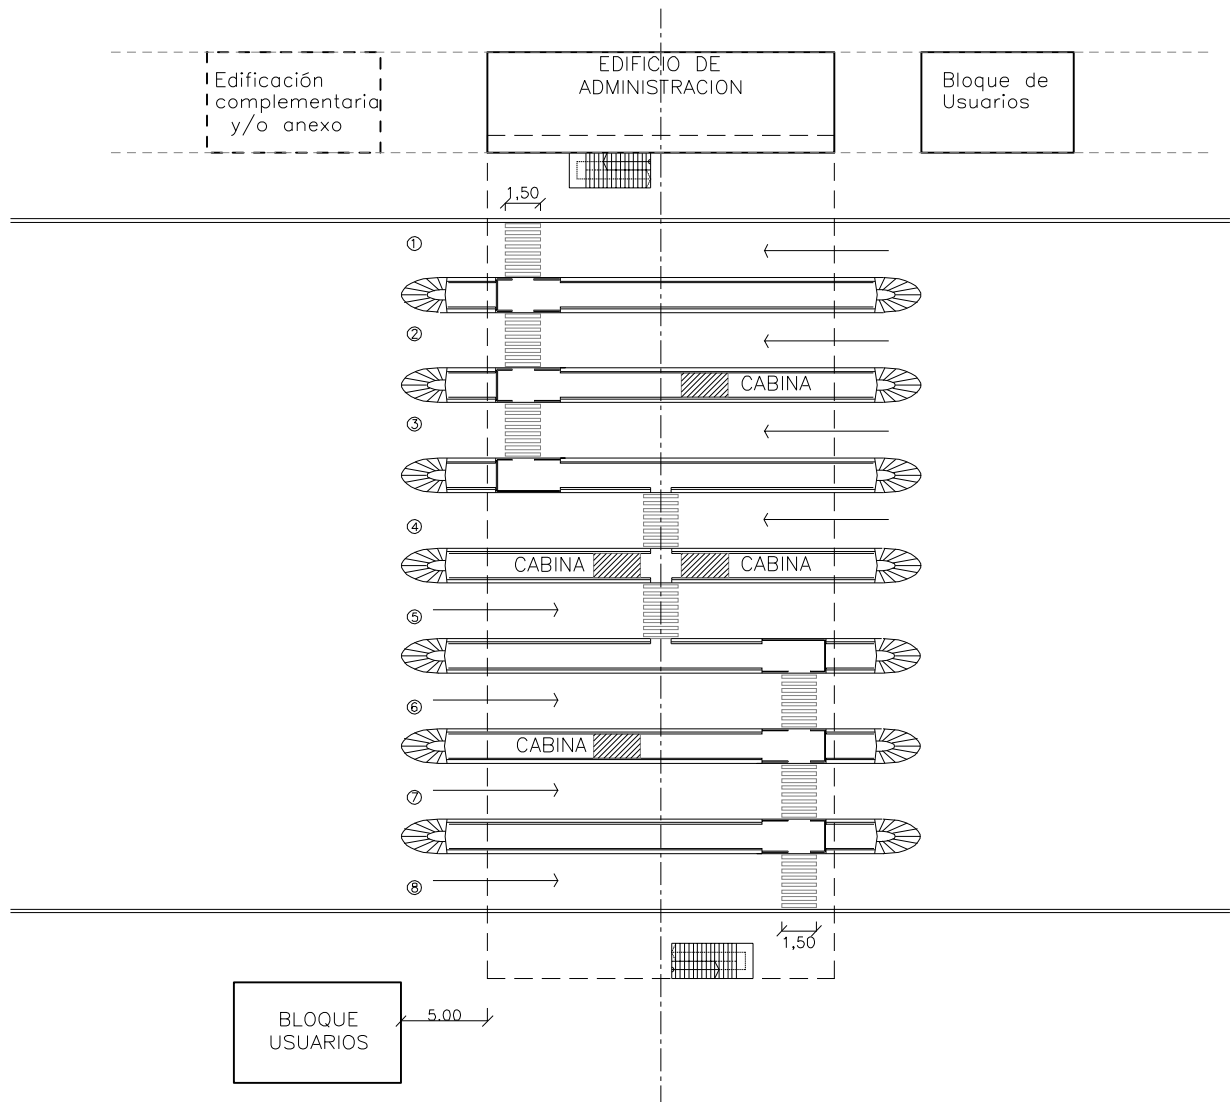 Edificación
complementaria
y/o anexo
EDIFICIO DE
ADMINISTRACION
Bloque de
Usuarios
1,50
1
2
CABINA
3
4
CABINA
CABINA
5
6
CABINA
7
8
1,50
5.00
BLOQUE
USUARIOS